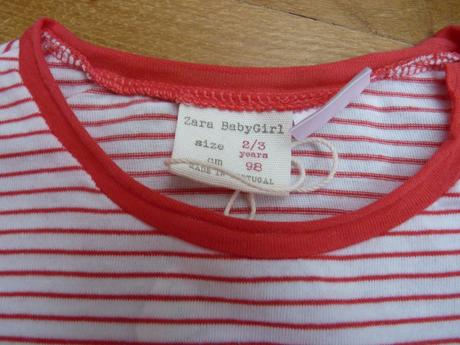 Zara BabyGirl
size 2/3
years
cm 98
MADE IN PORTUGAL